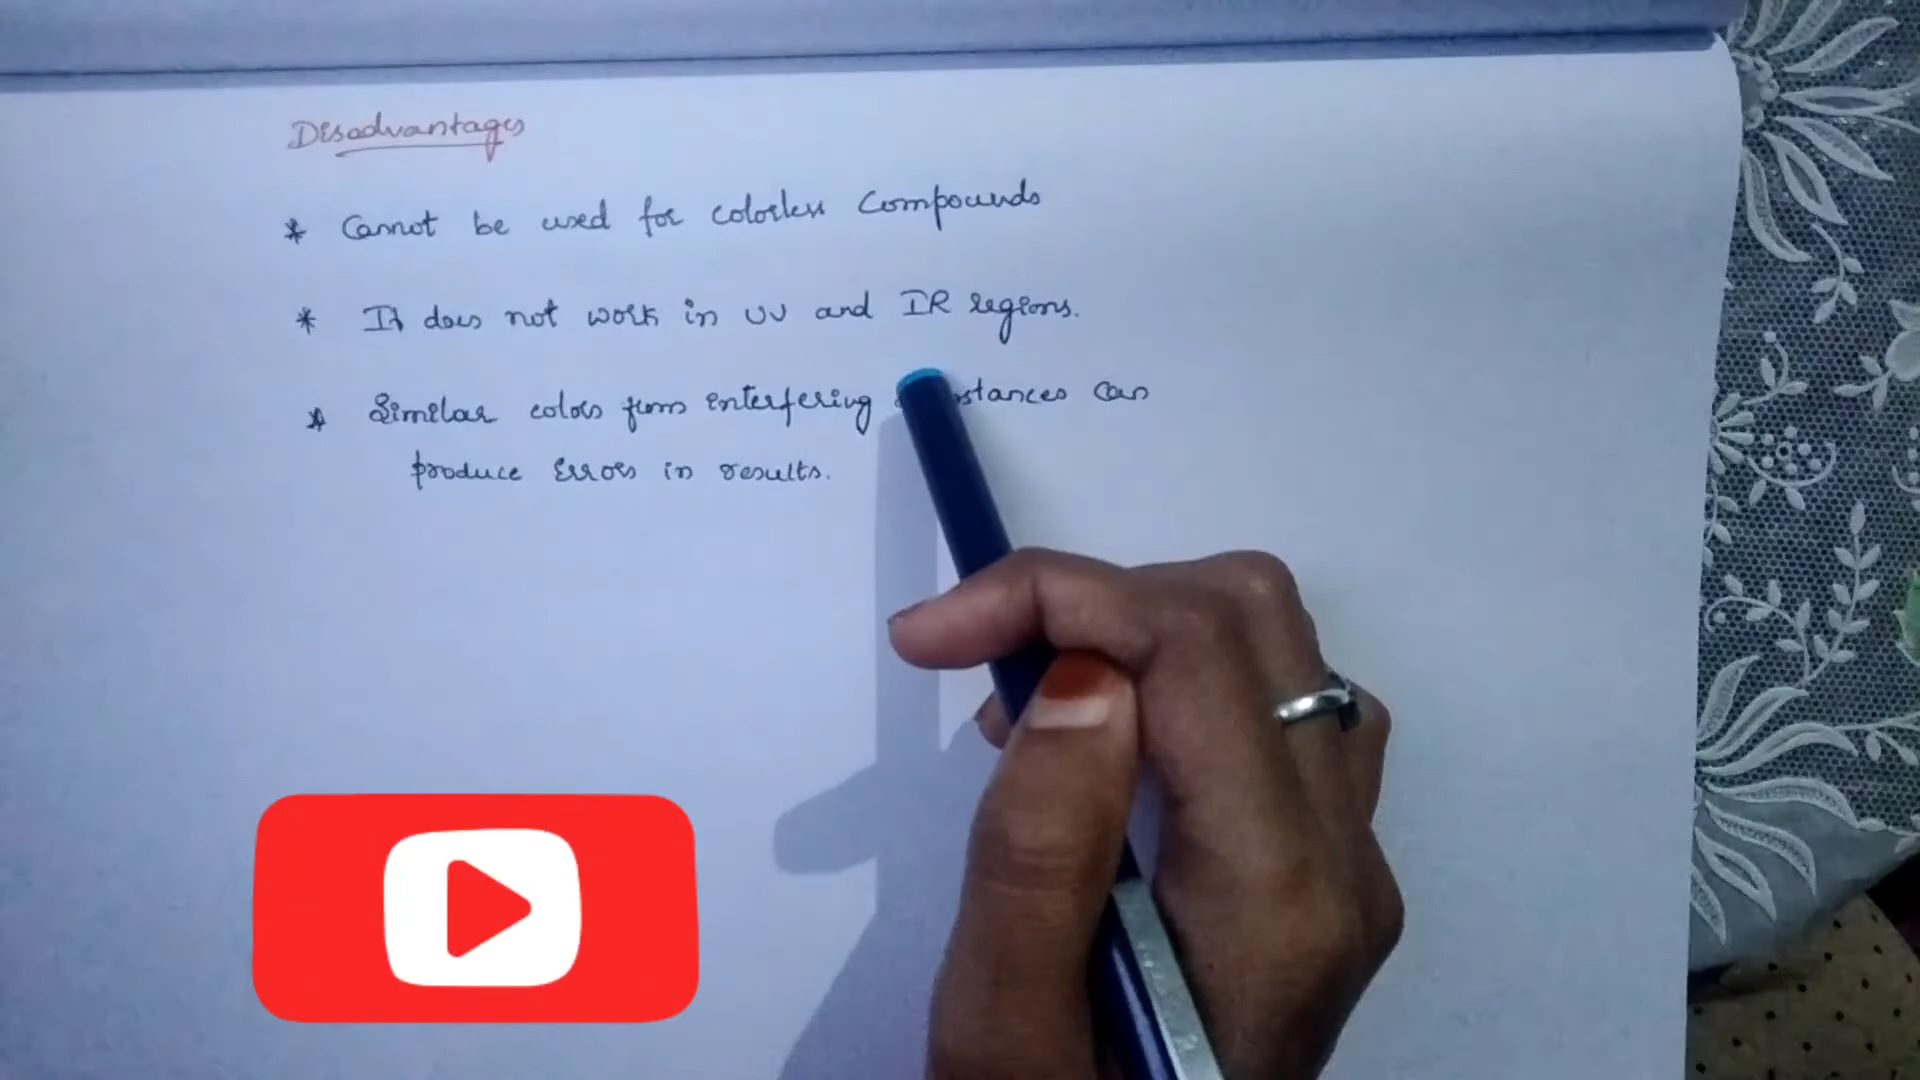 Disadvantages
* Cannot be used for colorless Compounds
* It does not work in UV and IR regions.
* Similar colors from interfering substances can
produce Errors in results.